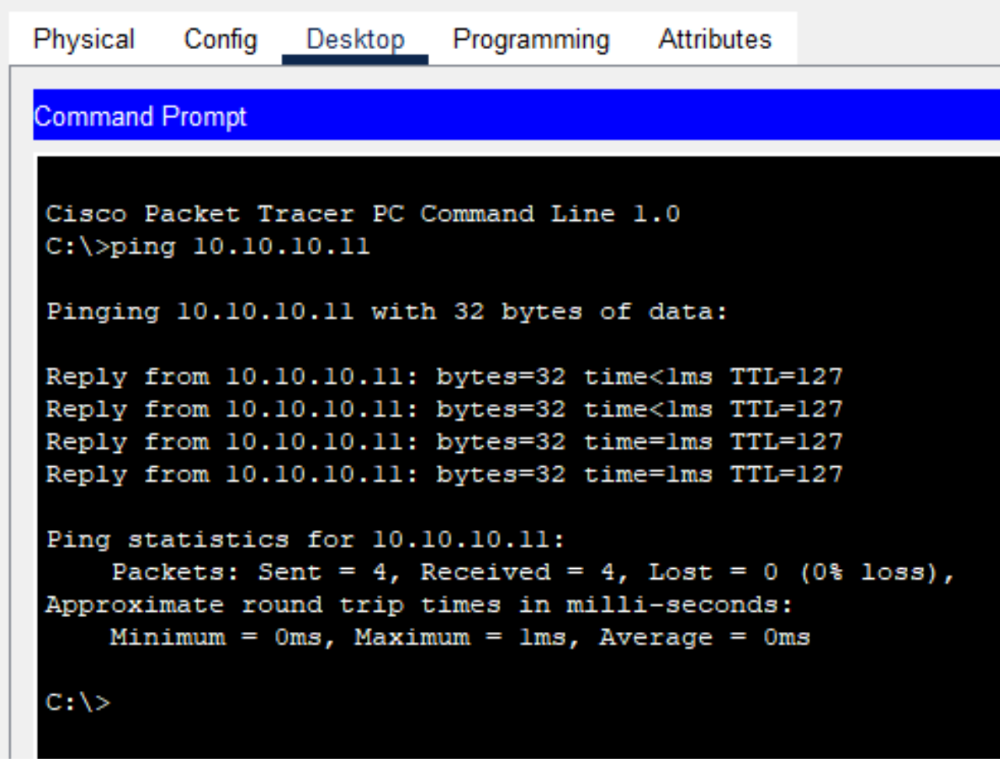 Physical Config Desktop Programming Attributes
Command Prompt
Cisco Packet Tracer PC Command Line 1.0
C:\>ping 10.10.10.11
Pinging 10.10.10.11 with 32 bytes of data:
Reply from 10.10.10.11: bytes=32 time<1ms TTL=127
Reply from 10.10.10.11: bytes=32 time<1ms TTL=127
Reply from 10.10.10.11: bytes=32 time=1ms TTL=127
Reply from 10.10.10.11: bytes=32 time=1ms TTL=127
Ping statistics for 10.10.10.11:
Packets: Sent = 4, Received = 4, Lost = 0 (0% loss),
Approximate round trip times in milli-seconds:
Minimum = 0ms, Maximum = 1ms, Average = 0ms
C:\>